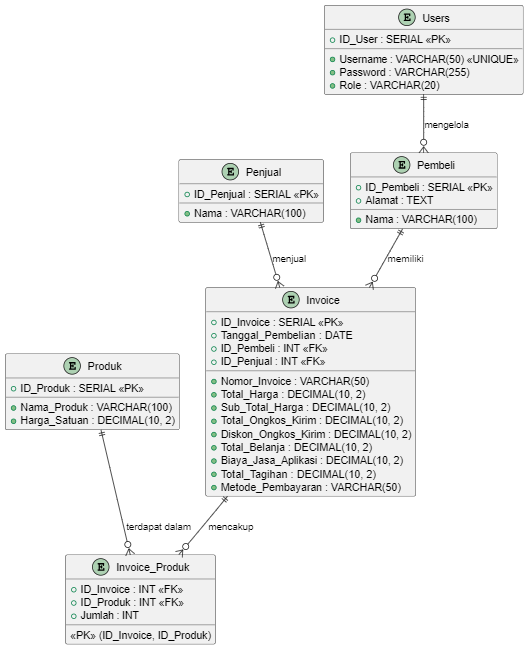 E Users
ID_User : SERIAL «PK»
Username : VARCHAR(50) «UNIQUE»
Password : VARCHAR(255)
Role : VARCHAR(20)
mengelola
E Penjual
ID_Penjual : SERIAL «PK»
Nama : VARCHAR(100)
E Pembeli
ID_Pembeli : SERIAL «PK»
Alamat : TEXT
Nama : VARCHAR(100)
menjual
memiliki
E Invoice
ID_Invoice : SERIAL «PK»
Tanggal_Pembelian : DATE
ID_Pembeli : INT «FK»
ID_Penjual : INT «FK»
Nomor_Invoice : VARCHAR(50)
Total_Harga : DECIMAL(10, 2)
Sub_Total_Harga : DECIMAL(10, 2)
Total_Ongkos_Kirim : DECIMAL(10, 2)
Diskon_Ongkos_Kirim : DECIMAL(10, 2)
Total_Belanja : DECIMAL(10, 2)
Biaya_Jasa_Aplikasi : DECIMAL(10, 2)
Total_Tagihan : DECIMAL(10, 2)
Metode_Pembayaran : VARCHAR(50)
E Produk
ID_Produk : SERIAL «PK»
Nama_Produk : VARCHAR(100)
Harga_Satuan : DECIMAL(10, 2)
terdapat dalam
mencakup
E Invoice_Produk
ID_Invoice : INT «FK»
ID_Produk : INT «FK»
Jumlah : INT
«PK» (ID_Invoice, ID_Produk)